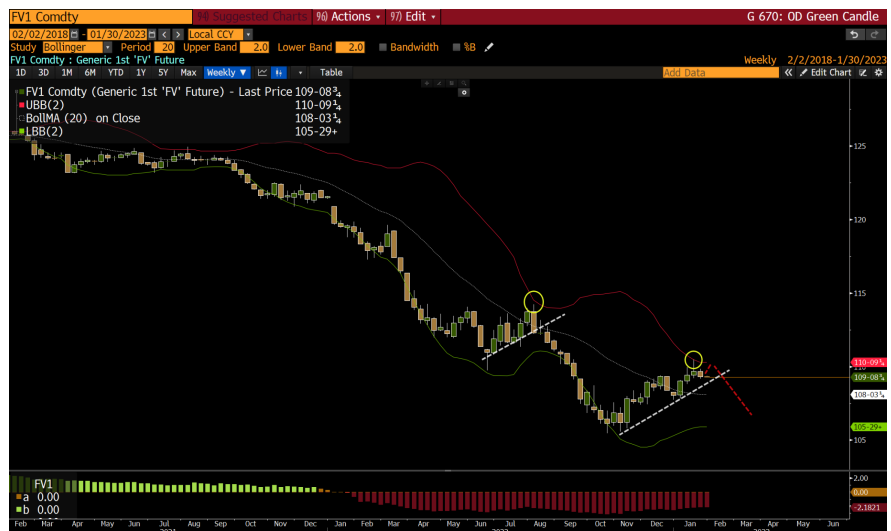 FV1 Comdty 94) Suggested Charts 96) Actions 97) Edit G 670: OD Green Candle
02/02/2018 - 01/30/2023 Local CCY
Study Bollinger Period 20 Upper Band 2.0 Lower Band 2.0 Bandwidth %B
FV1 Comdty : Generic 1st 'FV' Future Weekly 2/2/2018-1/30/2023
1D 3D 1M 6M YTD 1Y 5Y Max Weekly ▼ Table Add Data « Edit Chart
FV1 Comdty (Generic 1st 'FV' Future) - Last Price 109-08¾
UBB(2) 110-09¾
BollMA (20) on Close 108-03¾
LBB(2) 105-29+
125
120
115
110-09¾
110
109-08¾
108-03¾
105-29+
105
FV1
a 0.00
b 0.00
2.00
0.00
-2.1821
Feb Mar Apr May Jun Jul Aug Sep Oct Nov Dec Jan Feb Mar Apr May Jun Jul Aug Sep Oct Nov Dec Jan Feb Mar Apr May Jun